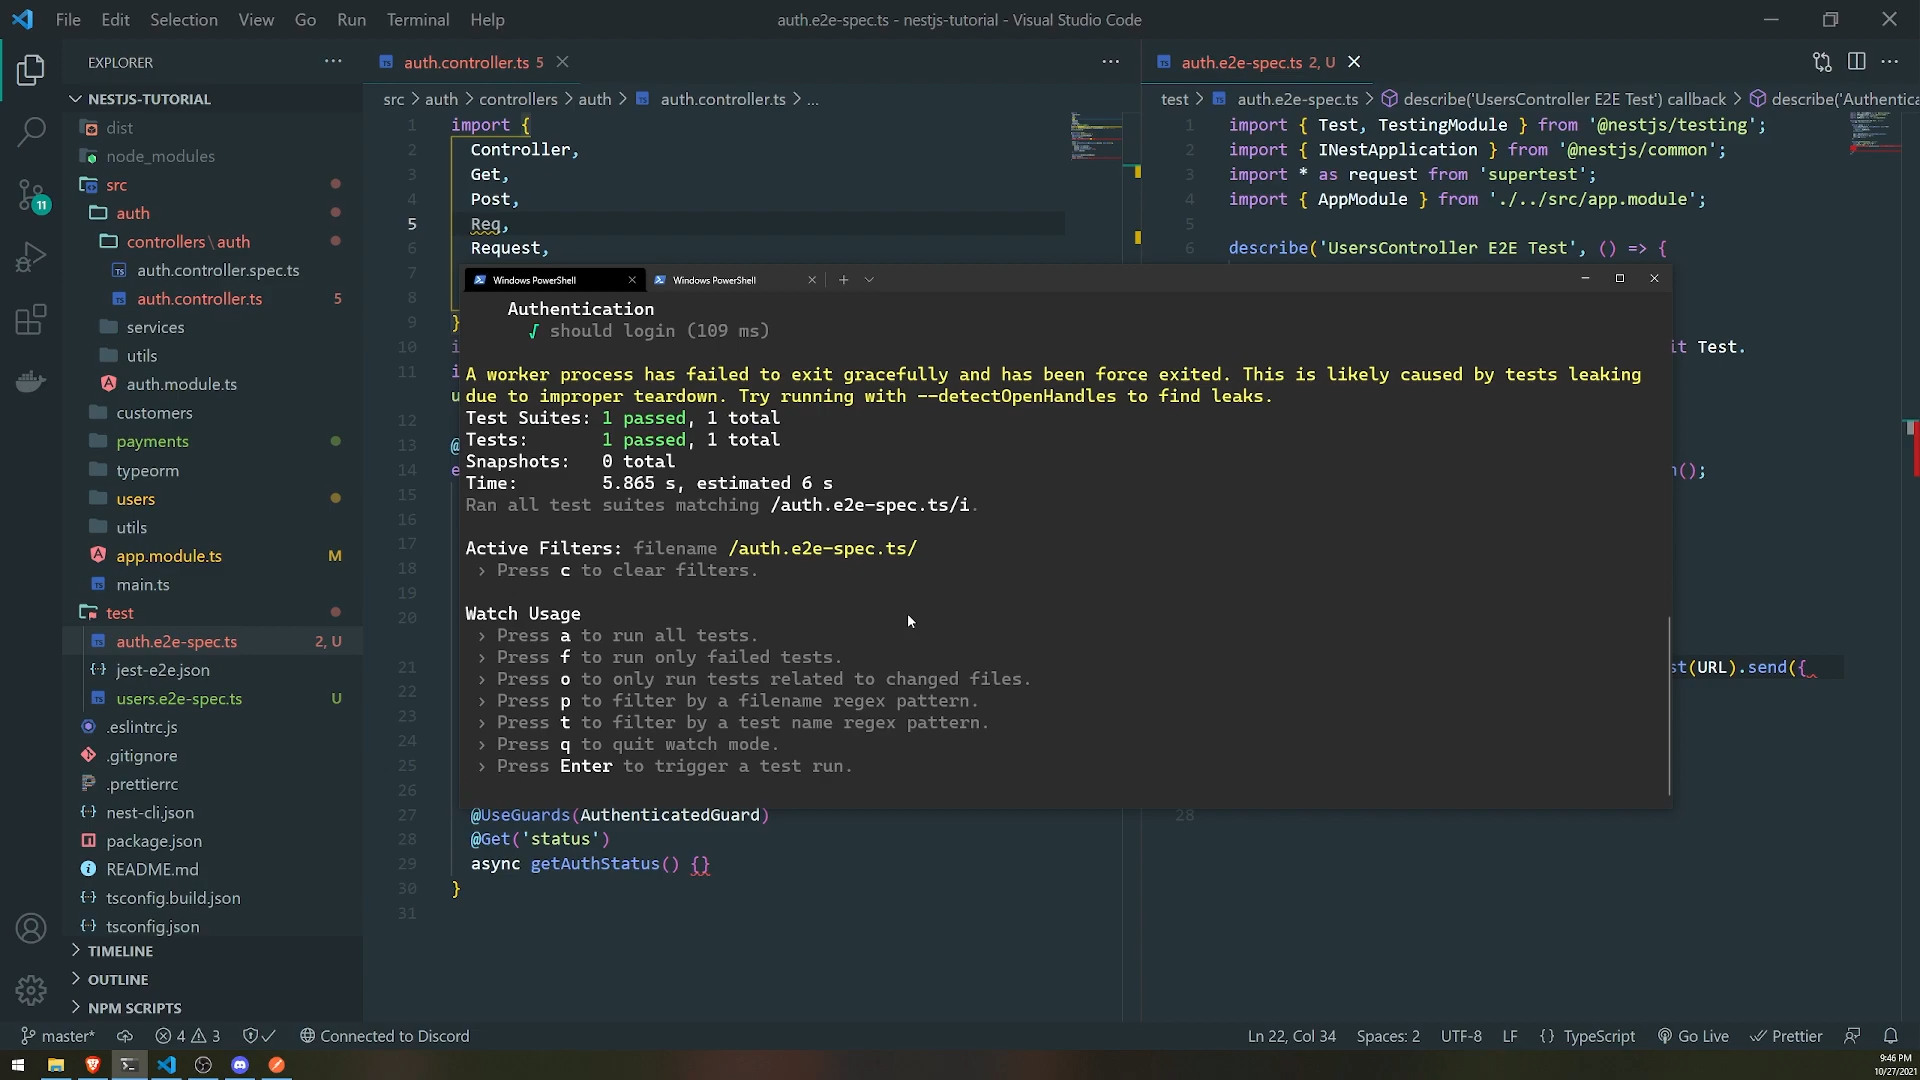 File Edit Selection View Go Run Terminal Help
auth.e2e-spec.ts - nestjs-tutorial - Visual Studio Code
EXPLORER
NESTJS-TUTORIAL
dist
node_modules
src
auth
controllers \ auth
auth.controller.spec.ts
auth.controller.ts 5
services
utils
auth.module.ts
customers
payments
typeorm
users
utils
app.module.ts M
main.ts
test
auth.e2e-spec.ts 2, U
jest-e2e.json
users.e2e-spec.ts U
.eslintrc.js
.gitignore
.prettierrc
nest-cli.json
package.json
README.md
tsconfig.build.json
tsconfig.json
TIMELINE
OUTLINE
NPM SCRIPTS
11
auth.controller.ts 5
src > auth > controllers > auth > auth.controller.ts > ...
1 import {
2 Controller,
3 Get,
4 Post,
5 Req,
6 Request,
7
8
9 }
10 i
11 i
u
12
13 @
14 e
15
16
17
18
19
20
21
22
23
24
25
26
27 @UseGuards(AuthenticatedGuard)
28 @Get('status')
29 async getAuthStatus() {}
30 }
31
auth.e2e-spec.ts 2, U
test > auth.e2e-spec.ts > describe('UsersController E2E Test') callback > describe('Authentica
1 import { Test, TestingModule } from '@nestjs/testing';
2 import { INestApplication } from '@nestjs/common';
3 import * as request from 'supertest';
4 import { AppModule } from './../src/app.module';
5
6 describe('UsersController E2E Test', () => {
it Test.
n();
st(URL).send({
28
Windows PowerShell
Windows PowerShell
Authentication
√ should login (109 ms)
A worker process has failed to exit gracefully and has been force exited. This is likely caused by tests leaking
due to improper teardown. Try running with --detectOpenHandles to find leaks.
Test Suites: 1 passed, 1 total
Tests: 1 passed, 1 total
Snapshots: 0 total
Time: 5.865 s, estimated 6 s
Ran all test suites matching /auth.e2e-spec.ts/i.
Active Filters: filename /auth.e2e-spec.ts/
› Press c to clear filters.
Watch Usage
› Press a to run all tests.
› Press f to run only failed tests.
› Press o to only run tests related to changed files.
› Press p to filter by a filename regex pattern.
› Press t to filter by a test name regex pattern.
› Press q to quit watch mode.
› Press Enter to trigger a test run.
master* 4 3 Connected to Discord
Ln 22, Col 34 Spaces: 2 UTF-8 LF {} TypeScript Go Live Prettier
9:46 PM
10/27/2021